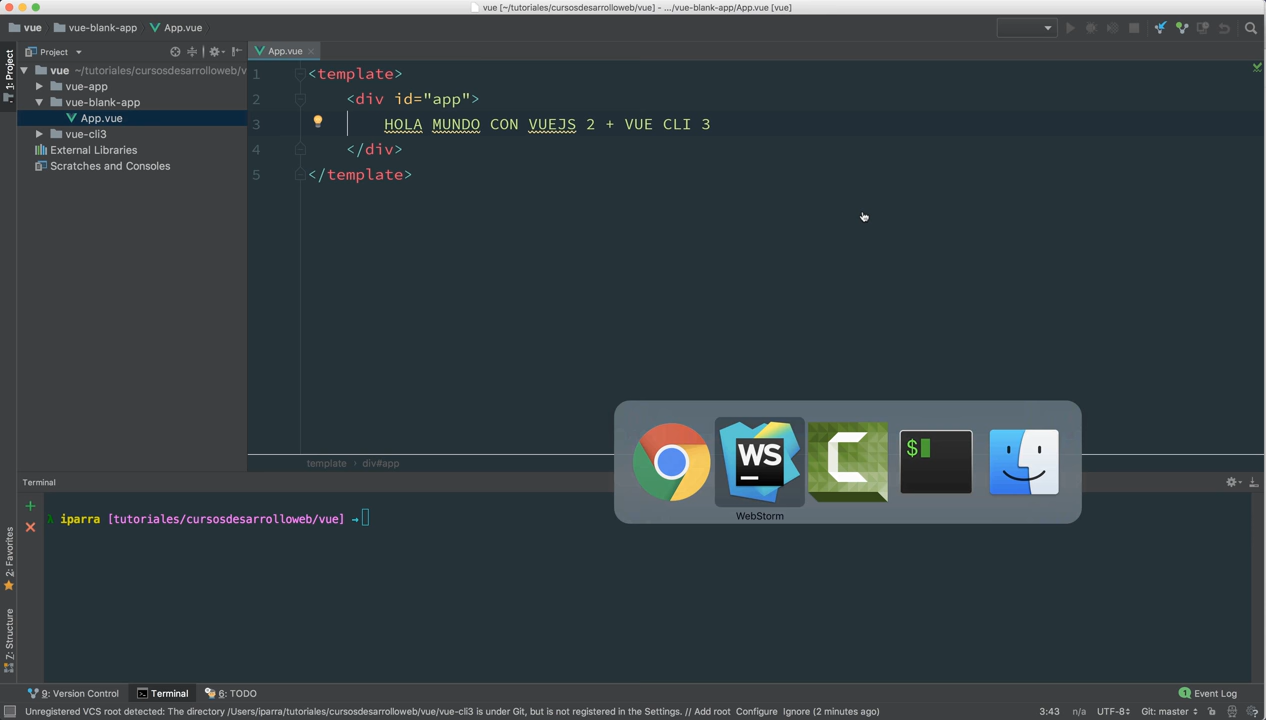 vue [~/tutoriales/cursosdesarrolloweb/vue] - .../vue-blank-app/App.vue [vue]
vue vue-blank-app App.vue
1: Project
Project
App.vue
vue ~/tutoriales/cursosdesarrolloweb/v
vue-app
vue-blank-app
App.vue
vue-cli3
External Libraries
Scratches and Consoles
1 <template>
2 <div id="app">
3 HOLA MUNDO CON VUEJS 2 + VUE CLI 3
4 </div>
5 </template>
template › div#app
WS
$
WebStorm
Terminal
λ iparra [tutoriales/cursosdesarrolloweb/vue] →
2: Favorites
Z: Structure
9: Version Control Terminal 6: TODO
1 Event Log
Unregistered VCS root detected: The directory /Users/iparra/tutoriales/cursosdesarrolloweb/vue/vue-cli3 is under Git, but is not registered in the Settings. // Add root Configure Ignore (2 minutes ago)
3:43 n/a UTF-8 Git: master